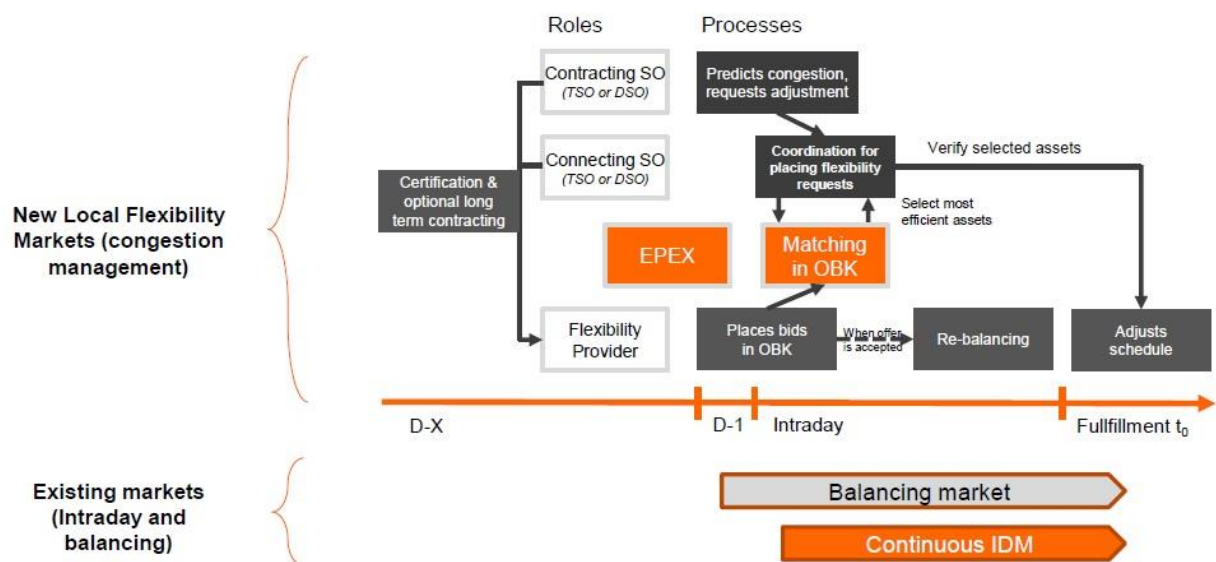 Roles
Processes
Contracting SO
(TSO or DSO)
Predicts congestion,
requests adjustment
Connecting SO
(TSO or DSO)
Coordination for
placing flexibility
requests
Verify selected assets
Certification &
optional long
term contracting
Select most
efficient assets
New Local Flexibility
Markets (congestion
management)
EPEX
Matching
in OBK
Flexibility
Provider
Places bids
in OBK
When offer
is accepted
Re-balancing
Adjusts
schedule
D-X
D-1
Intraday
Fullfillment t₀
Existing markets
(Intraday and
balancing)
Balancing market
Continuous IDM